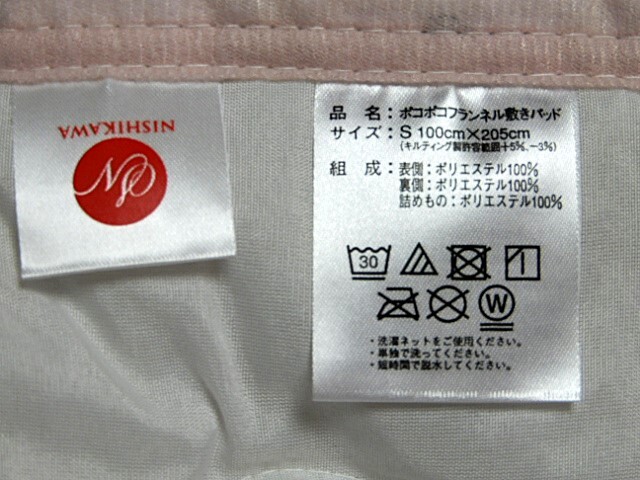 NISHIKAWA
品 名：ポコポコフランネル敷きパッド
サイズ：S 100cm×205cm
(キルティング製許容範囲+5%、-3%)
組 成：表側：ポリエステル100%
裏側：ポリエステル100%
詰めもの：ポリエステル100%
30
W
・洗濯ネットをご使用ください。
・単独で洗ってください。
・短時間で脱水してください。